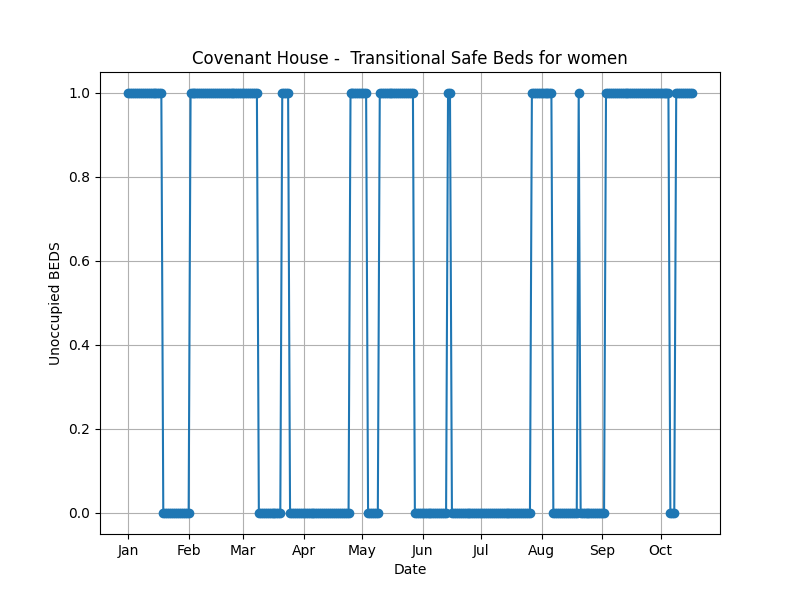 Covenant House -  Transitional Safe Beds for women
Unoccupied BEDS
1.0
0.8
0.6
0.4
0.2
0.0
Jan Feb Mar Apr May Jun Jul Aug Sep Oct
Date